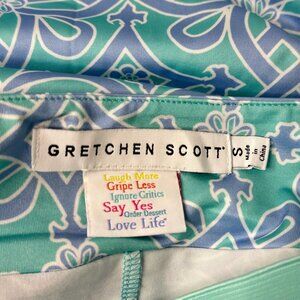 GRETCHEN SCOTT
S
Made
in
China
Laugh More
Gripe Less
Ignore Critics
Say Yes
Order Dessert
Love Life